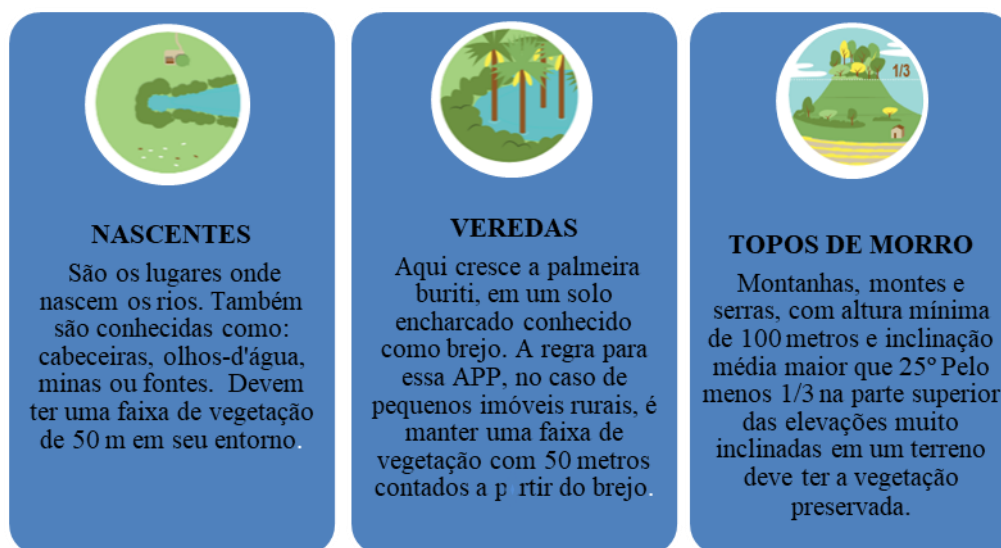 NASCENTES
São os lugares onde
nascem os rios. Também
são conhecidas como:
cabeceiras, olhos-d'água,
minas ou fontes. Devem
ter uma faixa de vegetação
de 50 m em seu entorno.
VEREDAS
Aqui cresce a palmeira
buriti, em um solo
encharcado conhecido
como brejo. A regra para
essa APP, no caso de
pequenos imóveis rurais, é
manter uma faixa de
vegetação com 50 metros
contados a partir do brejo.
1/3
TOPOS DE MORRO
Montanhas, montes e
serras, com altura mínima
de 100 metros e inclinação
média maior que 25º Pelo
menos 1/3 na parte superior
das elevações muito
inclinadas em um terreno
deve ter a vegetação
preservada.